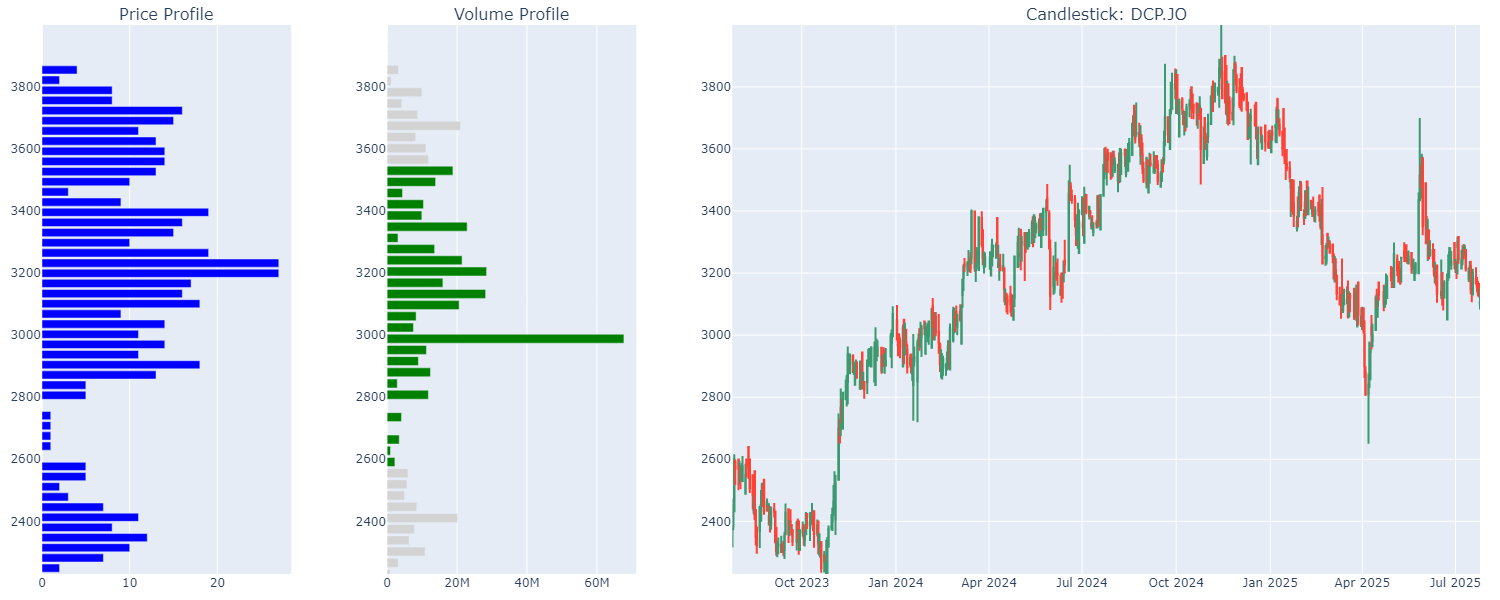 Price Profile
Volume Profile
Candlestick: DCP.JO
3800
3600
3400
3200
3000
2800
2600
2400
0
10
20
3800
3600
3400
3200
3000
2800
2600
2400
0
20M
40M
60M
3800
3600
3400
3200
3000
2800
2600
2400
Oct 2023
Jan 2024
Apr 2024
Jul 2024
Oct 2024
Jan 2025
Apr 2025
Jul 2025